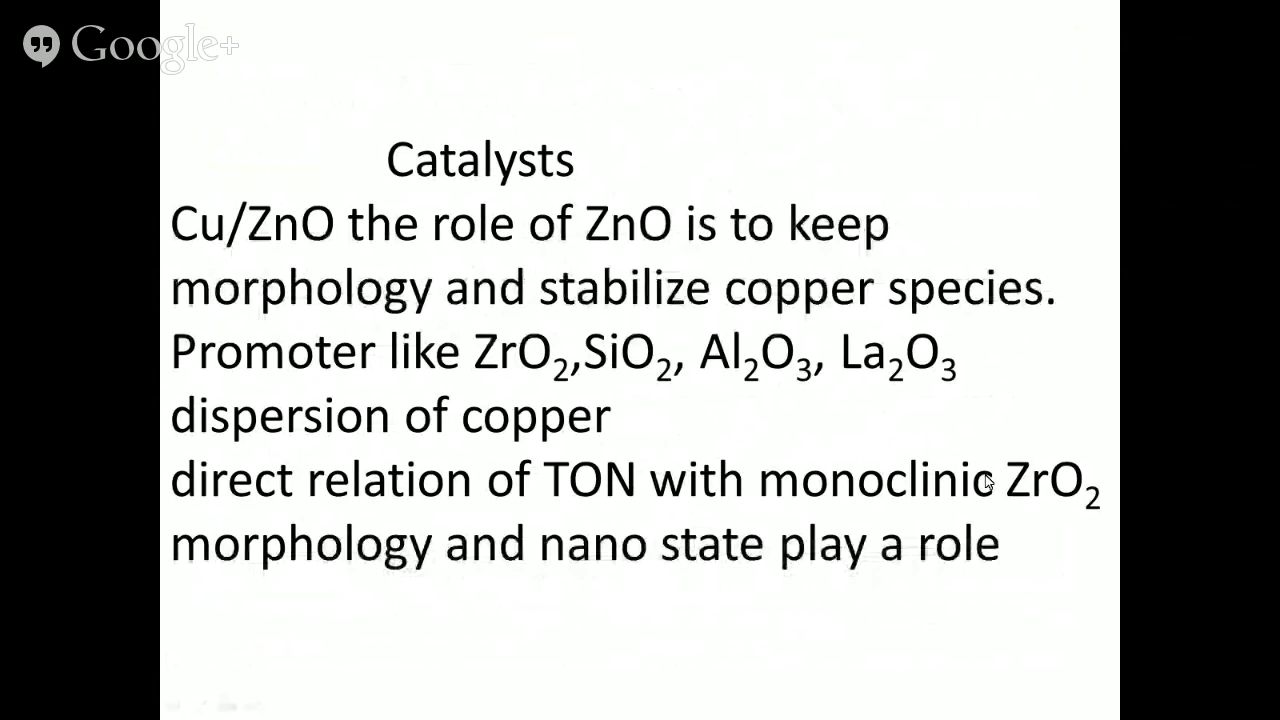 Google+
Catalysts
Cu/ZnO the role of ZnO is to keep
morphology and stabilize copper species.
Promoter like ZrO₂,SiO₂, Al₂O₃, La₂O₃
dispersion of copper
direct relation of TON with monoclinic ZrO₂
morphology and nano state play a role